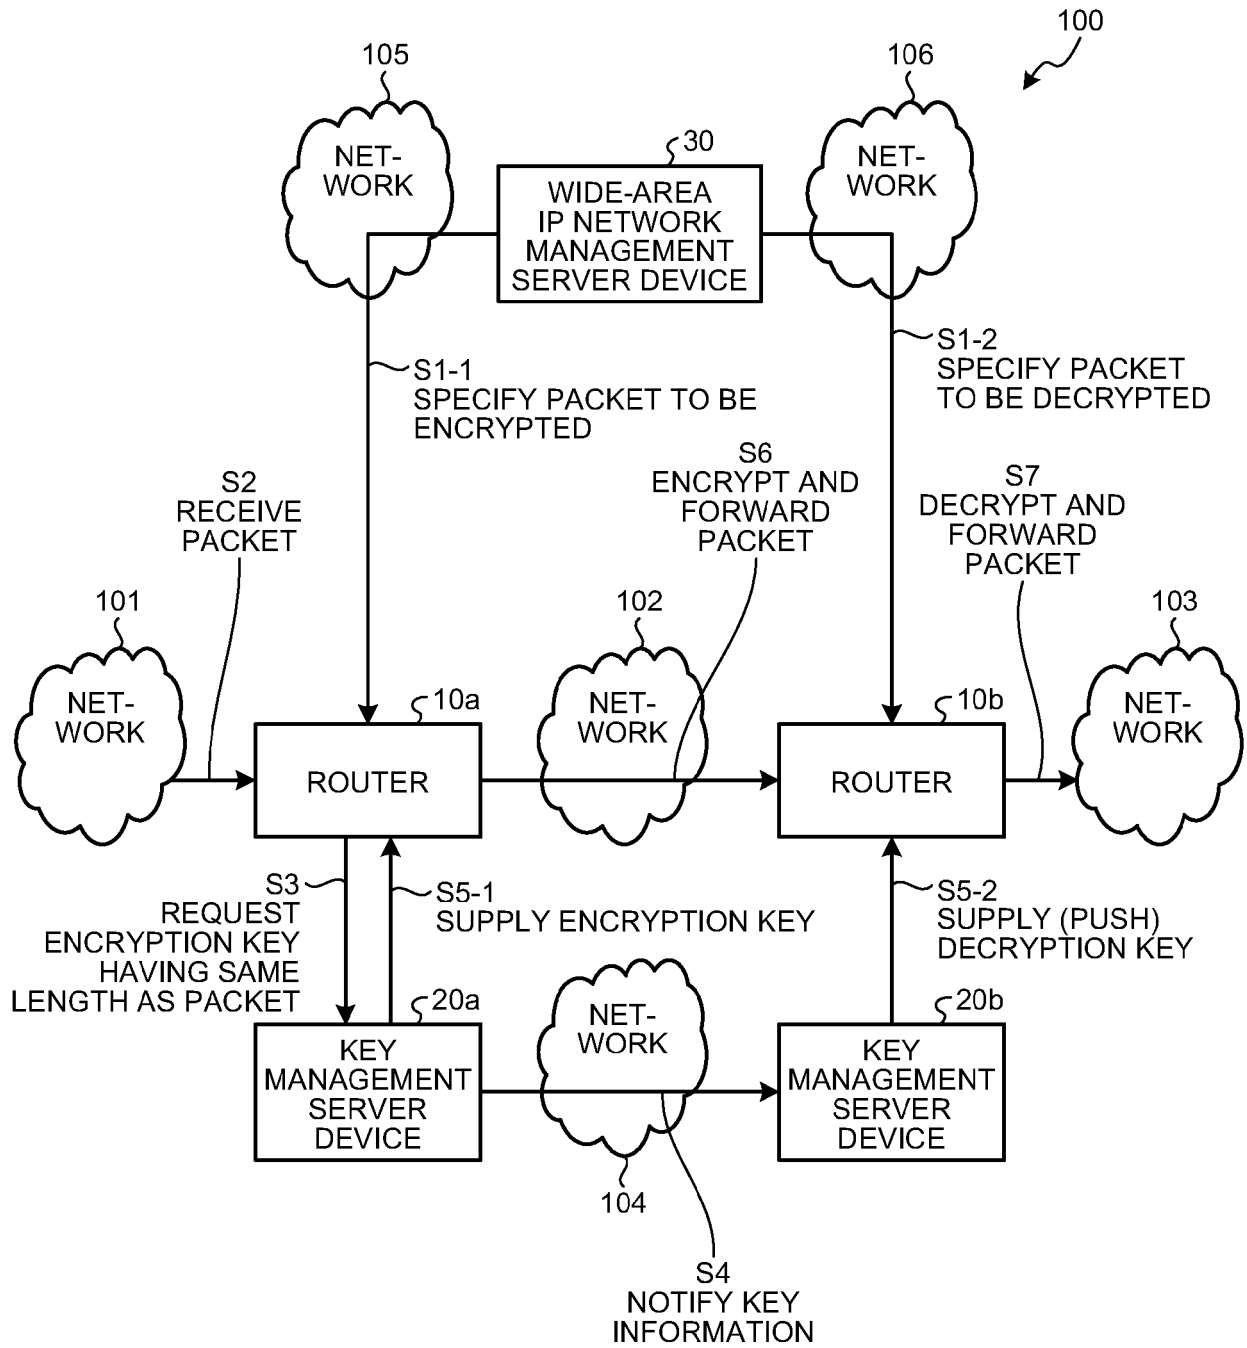 100
105
106
NET-
WORK
30
NET-
WORK
WIDE-AREA
IP NETWORK
MANAGEMENT
SERVER DEVICE
S1-1
SPECIFY PACKET TO BE
ENCRYPTED
S1-2
SPECIFY PACKET
TO BE DECRYPTED
S2
RECEIVE
PACKET
S6
ENCRYPT AND
FORWARD
PACKET
S7
DECRYPT AND
FORWARD
PACKET
101
102
103
NET-
WORK
10a
ROUTER
NET-
WORK
10b
ROUTER
NET-
WORK
S3
REQUEST
ENCRYPTION KEY
HAVING SAME
LENGTH AS PACKET
S5-1
SUPPLY ENCRYPTION KEY
S5-2
SUPPLY (PUSH)
DECRYPTION KEY
20a
KEY
MANAGEMENT
SERVER
DEVICE
NET-
WORK
104
20b
KEY
MANAGEMENT
SERVER
DEVICE
S4
NOTIFY KEY
INFORMATION